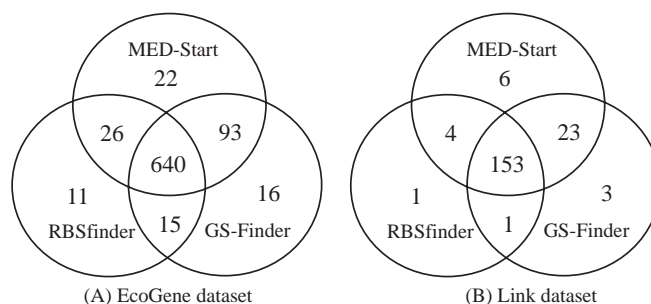 MED-Start
22
26
93
640
11
16
RBSfinder
15
GS-Finder
(A) EcoGene dataset
MED-Start
6
4
23
153
1
3
RBSfinder
1
GS-Finder
(B) Link dataset